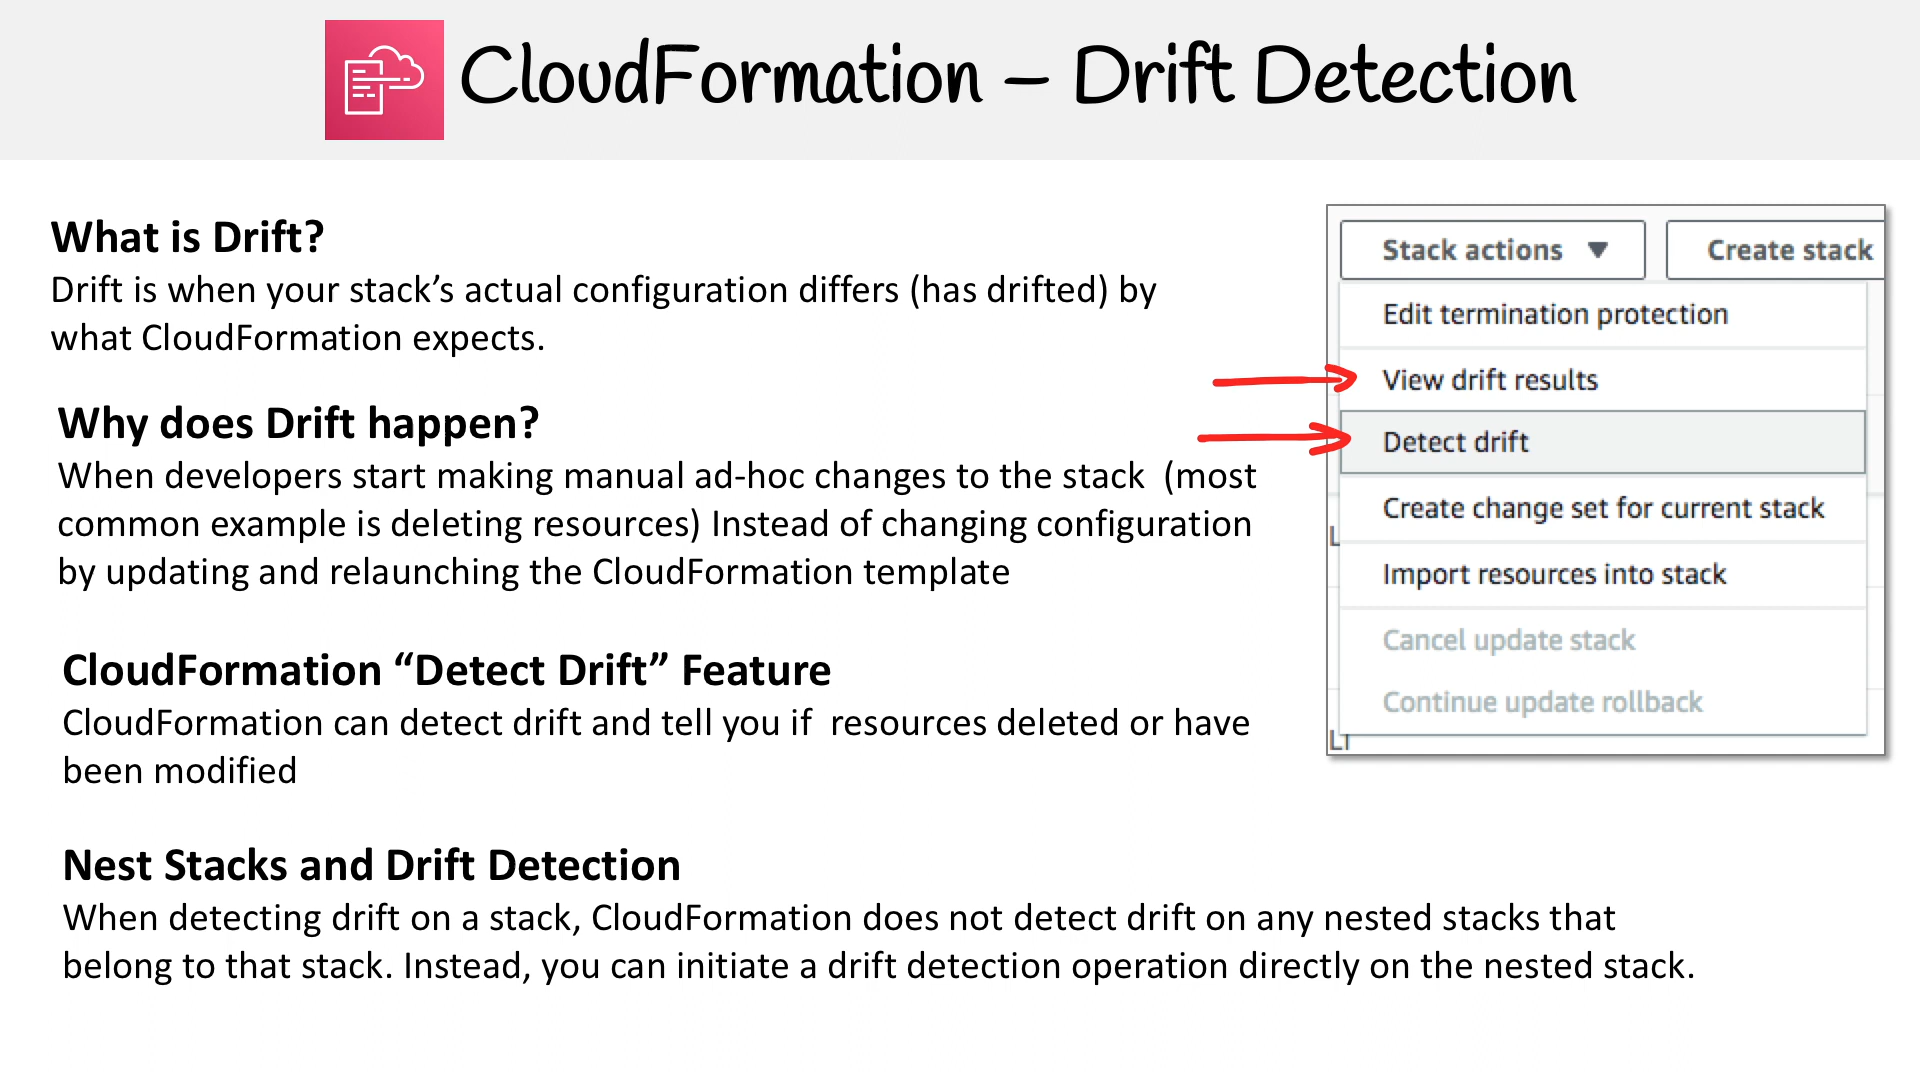 CloudFormation – Drift Detection
What is Drift?
Drift is when your stack’s actual configuration differs (has drifted) by
what CloudFormation expects.
Why does Drift happen?
When developers start making manual ad-hoc changes to the stack  (most
common example is deleting resources) Instead of changing configuration
by updating and relaunching the CloudFormation template
CloudFormation “Detect Drift” Feature
CloudFormation can detect drift and tell you if  resources deleted or have
been modified
Nest Stacks and Drift Detection
When detecting drift on a stack, CloudFormation does not detect drift on any nested stacks that
belong to that stack. Instead, you can initiate a drift detection operation directly on the nested stack.
Stack actions
Create stack
Edit termination protection
View drift results
Detect drift
Create change set for current stack
Import resources into stack
Cancel update stack
Continue update rollback